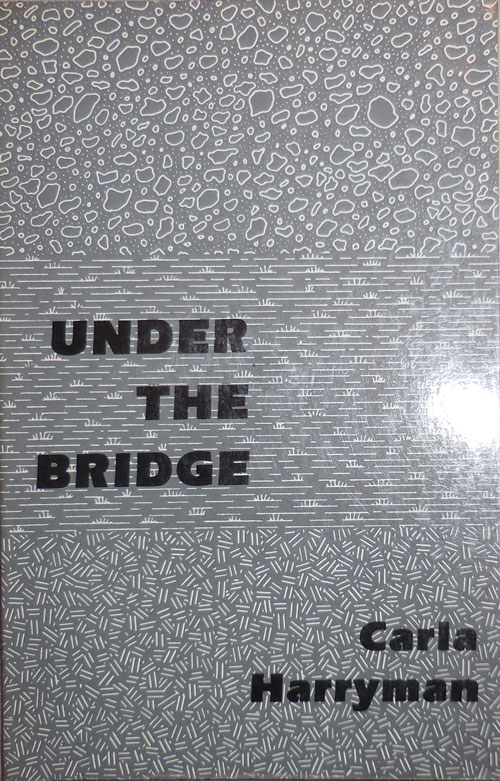 UNDER
THE
BRIDGE
Carla
Harryman